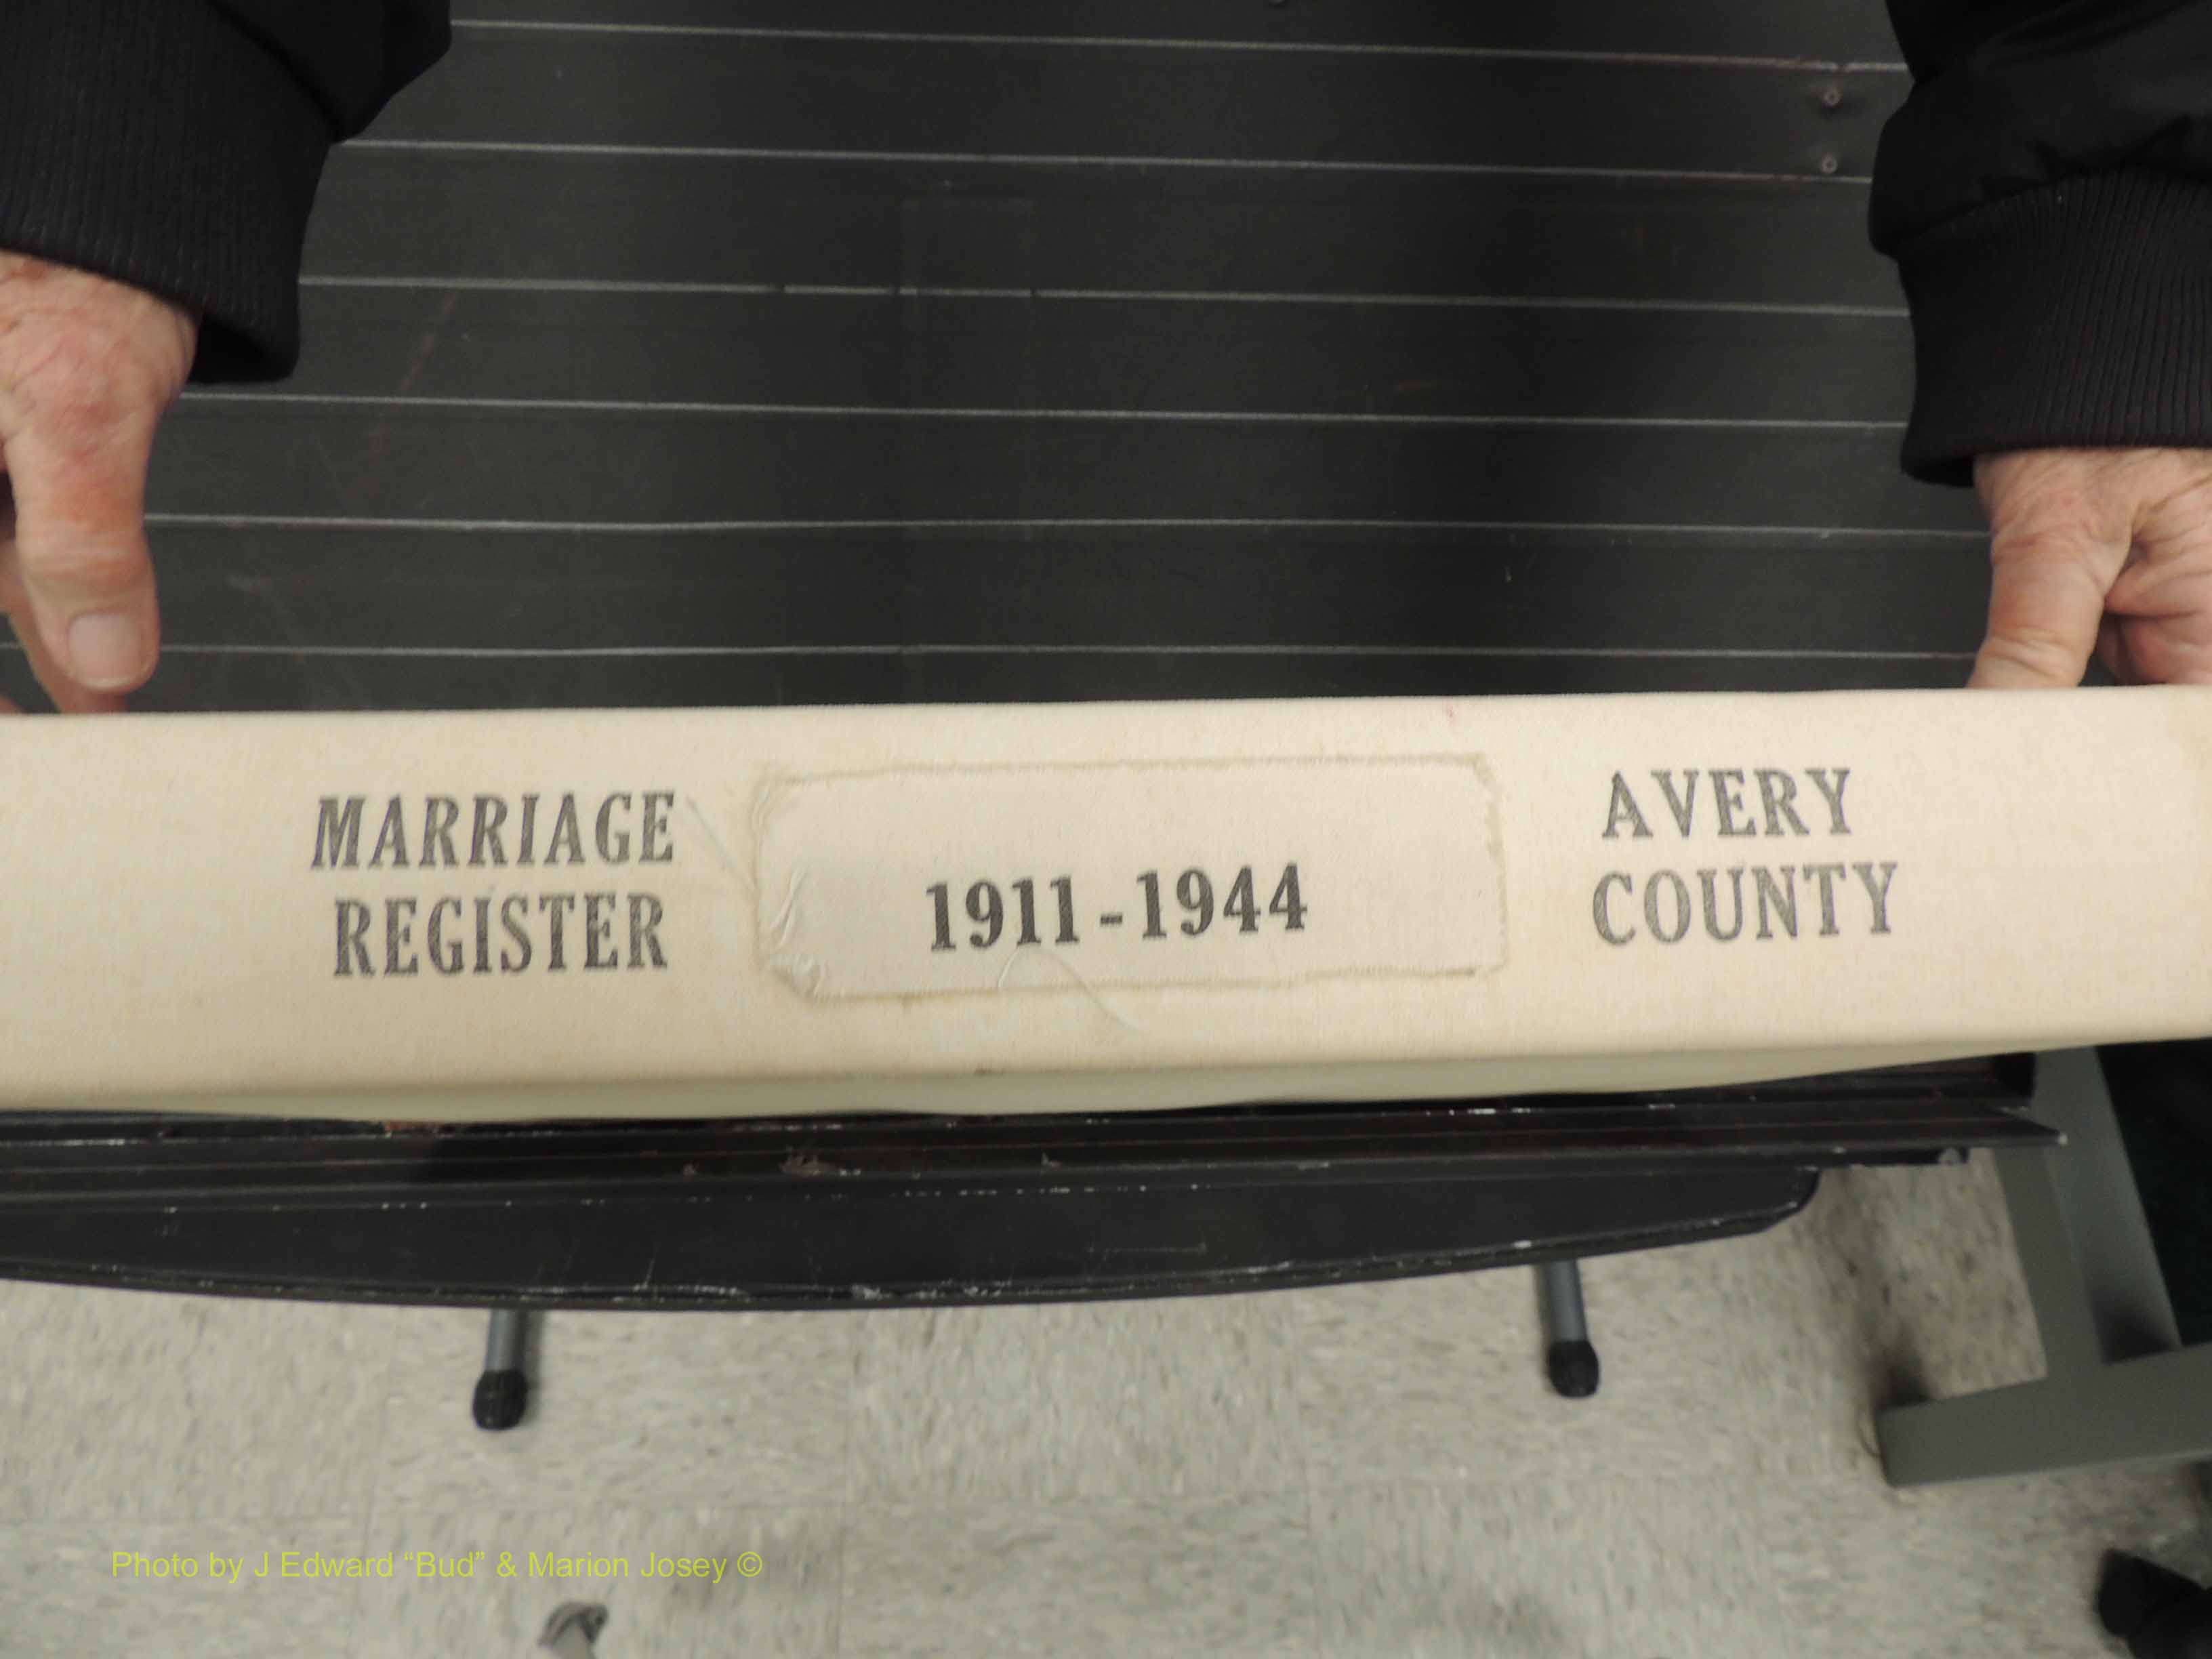 MARRIAGE
REGISTER
1911-1944
AVERY
COUNTY
Photo by J Edward “Bud” & Marion Josey ©